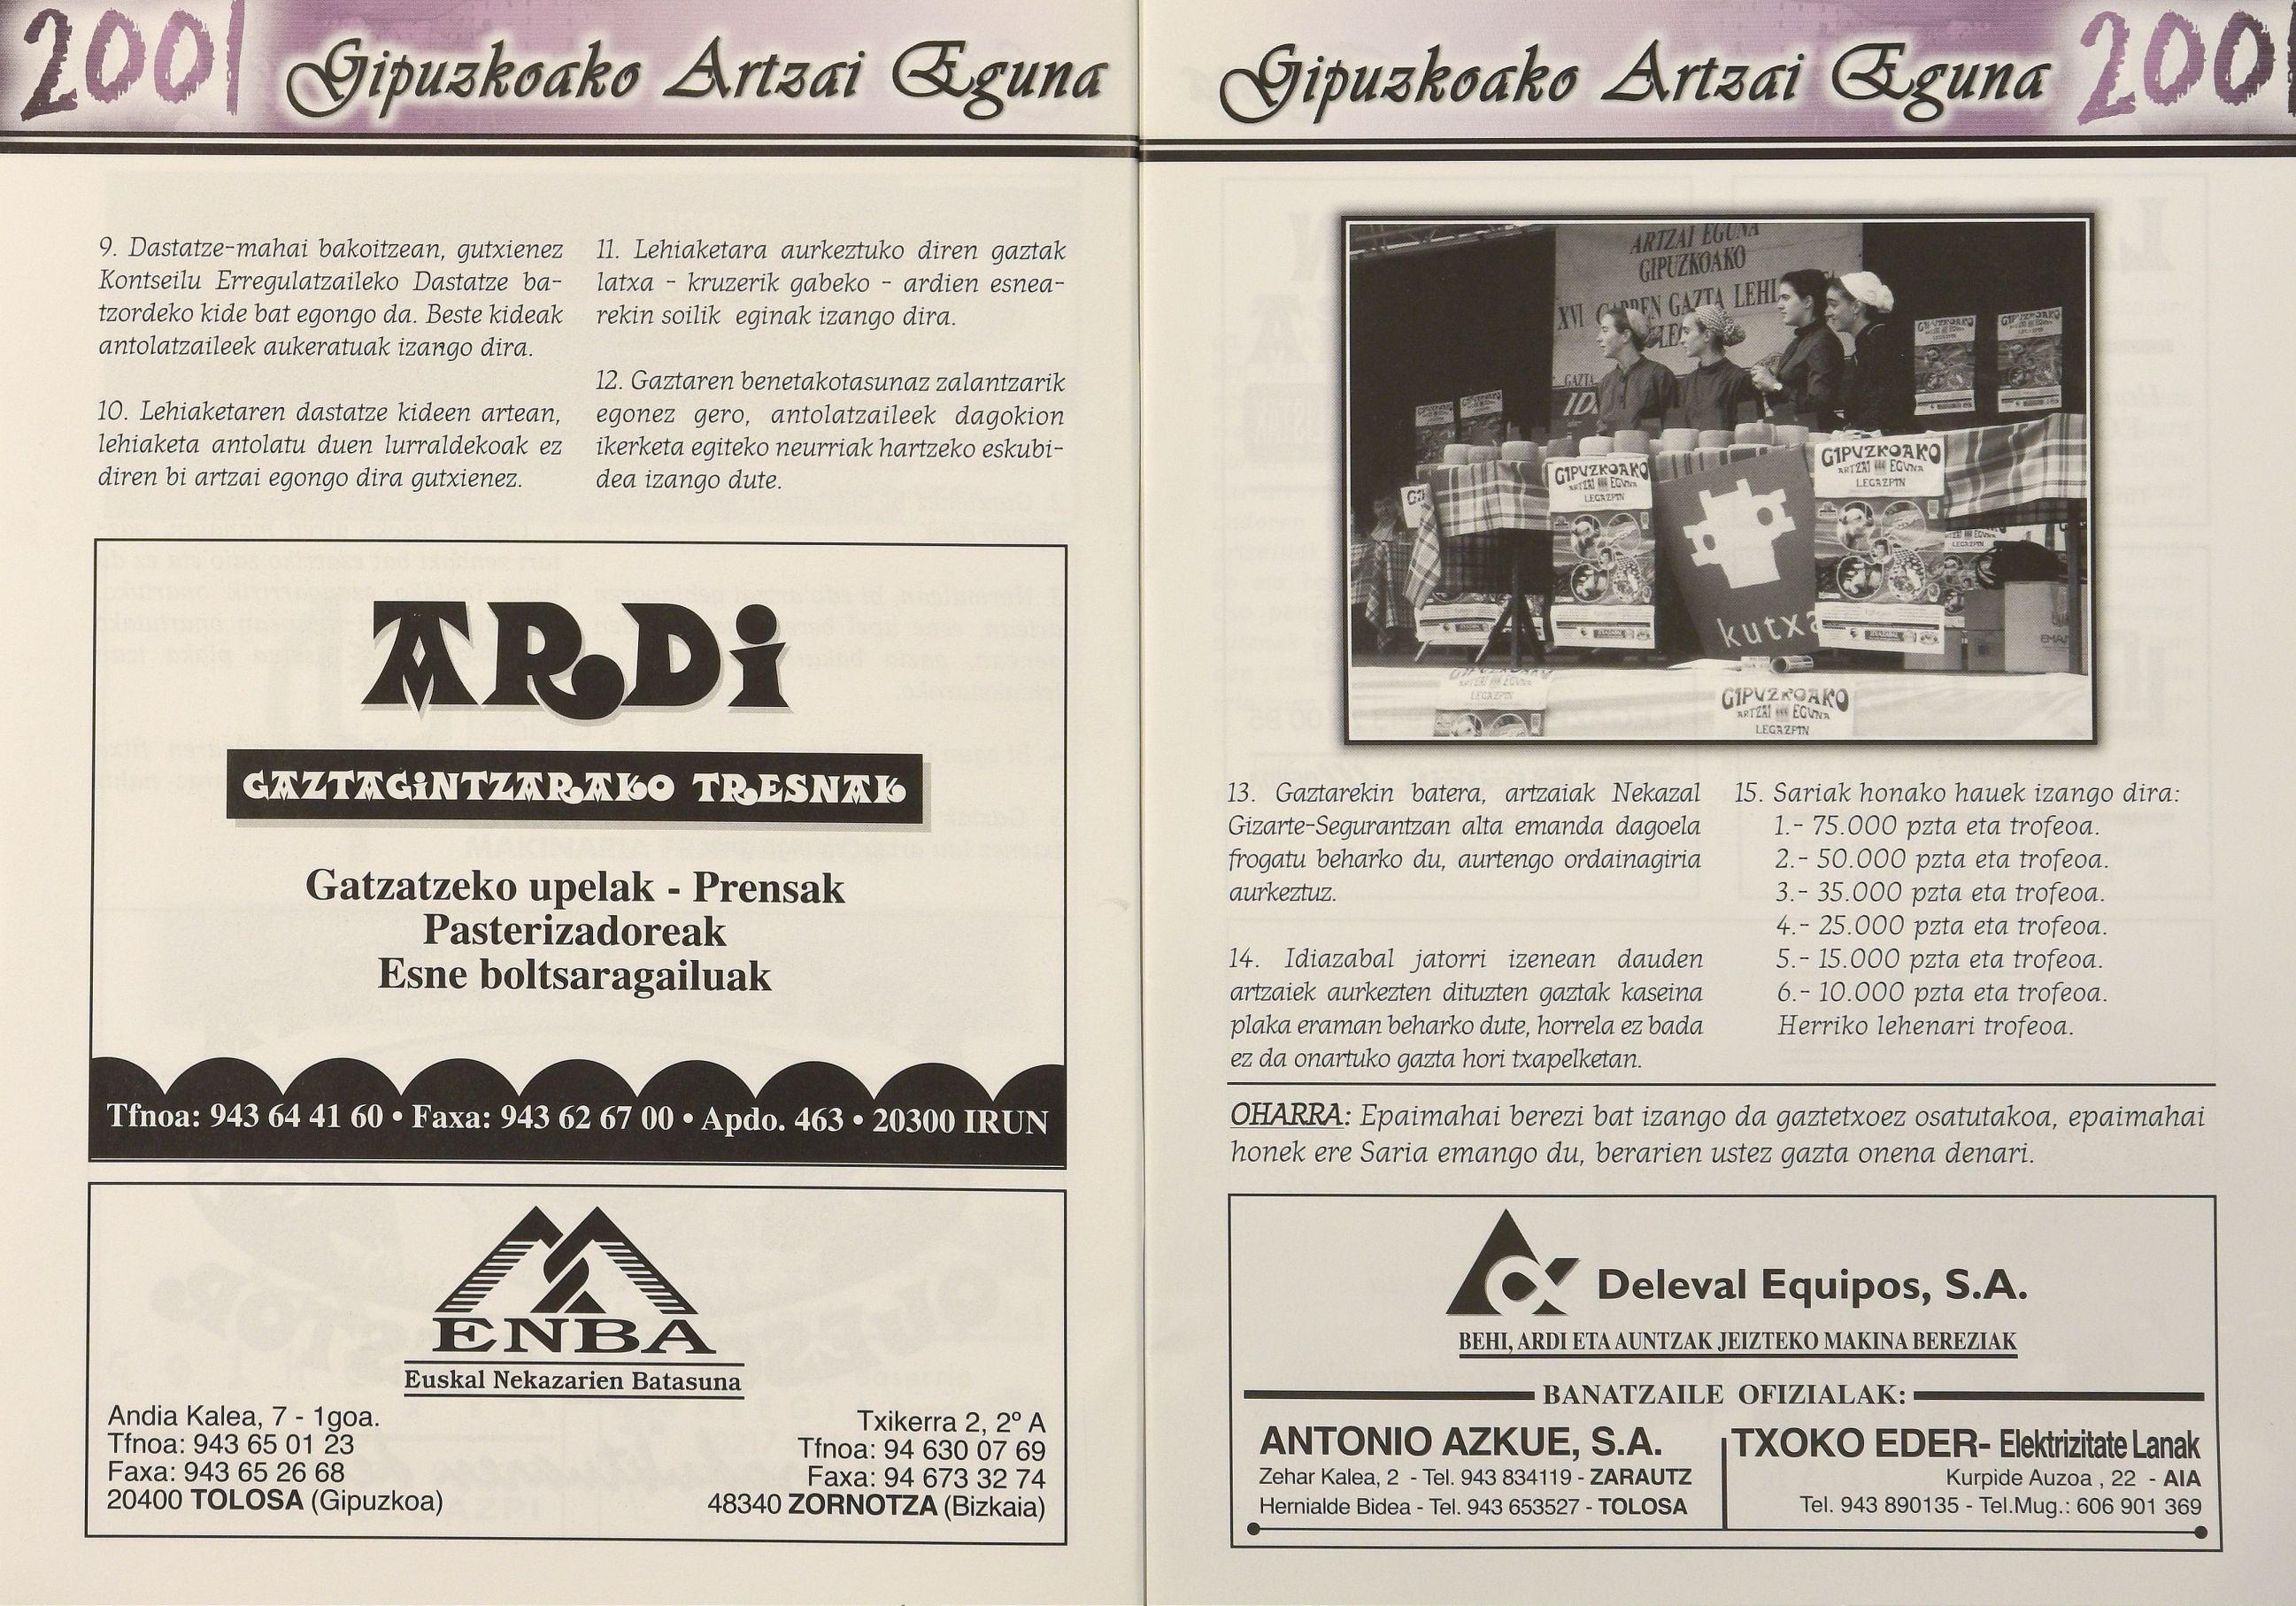 2001 Gipuzkoako Artzai Eguna
9. Dastatze-mahai bakoitzean, gutxienez
Kontseilu Erregulatzaileko Dastatze ba-
tzordeko kide bat egongo da. Beste kideak
antolatzaileek aukeratuak izango dira.
10. Lehiaketaren dastatze kideen artean,
lehiaketa antolatu duen lurraldekoak ez
diren bi artzai egongo dira gutxienez.
11. Lehiaketara aurkeztuko diren gaztak
latxa - kruzerik gabeko - ardien esnea-
rekin soilik eginak izango dira.
12. Gaztaren benetakotasunaz zalantzarik
egonez gero, antolatzaileek dagokion
ikerketa egiteko neurriak hartzeko eskubi-
dea izango dute.
ARDi
GAZTAGiNTZARAKO TRESNAK
Gatzatzeko upelak - Prensak
Pasterizadoreak
Esne boltsaragailuak
Tfnoa: 943 64 41 60 • Faxa: 943 62 67 00 • Apdo. 463 • 20300 IRUN
ENBA
Euskal Nekazarien Batasuna
Andia Kalea, 7 - 1goa.
Tfnoa: 943 65 01 23
Faxa: 943 65 26 68
20400 TOLOSA (Gipuzkoa)
Txikerra 2, 2º A
Tfnoa: 94 630 07 69
Faxa: 94 673 32 74
48340 ZORNOTZA (Bizkaia)
Gipuzkoako Artzai Eguna 2001
ARTZAI EGUNA
GIPUZKOAKO
XVI GARREN GAZTA LEHI
GIPUZKOAKO
ARTZAI EGUNA
LEGAZPIN
GIPUZKOAKO
ARTZAI EGUNA
LEGAZPIN
kutxa
GIPUZKOAKO
ARTZAI EGUNA
LEGAZPIN
13. Gaztarekin batera, artzaiak Nekazal
Gizarte-Segurantzan alta emanda dagoela
frogatu beharko du, aurtengo ordainagiria
aurkeztuz.
14. Idiazabal jatorri izenean dauden
artzaiek aurkezten dituzten gaztak kaseina
plaka eraman beharko dute, horrela ez bada
ez da onartuko gazta hori txapelketan.
15. Sariak honako hauek izango dira:
1.- 75.000 pzta eta trofeoa.
2.- 50.000 pzta eta trofeoa.
3.- 35.000 pzta eta trofeoa.
4.- 25.000 pzta eta trofeoa.
5.- 15.000 pzta eta trofeoa.
6.- 10.000 pzta eta trofeoa.
Herriko lehenari trofeoa.
OHARRA: Epaimahai berezi bat izango da gaztetxoez osatutakoa, epaimahai
honek ere Saria emango du, berarien ustez gazta onena denari.
Deleval Equipos, S.A.
BEHI, ARDI ETA AUNTZAK JEIZTEKO MAKINA BEREZIAK
BANATZAILE OFIZIALAK:
ANTONIO AZKUE, S.A.
Zehar Kalea, 2 - Tel. 943 834119 - ZARAUTZ
Hernialde Bidea - Tel. 943 653527 - TOLOSA
TXOKO EDER- Elektrizitate Lanak
Kurpide Auzoa , 22 - AIA
Tel. 943 890135 - Tel.Mug.: 606 901 369